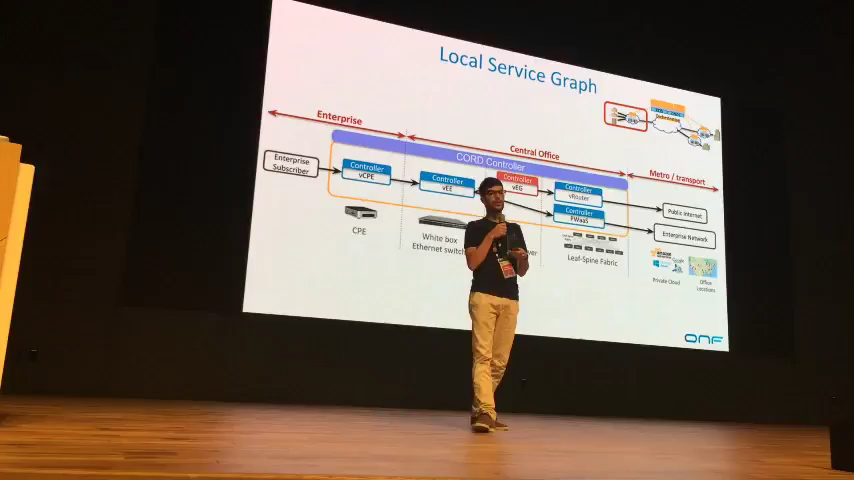 Local Service Graph
Enterprise
Central Office
Metro / transport
CORD Controller
Enterprise
Subscriber
Controller
vCPE
Controller
vEE
Controller
vEG
Controller
vRouter
Controller
FWaaS
Public Internet
Enterprise Network
CPE
White box
Ethernet switch
Leaf-Spine Fabric
Google
Private Cloud
Office
Locations
ONF